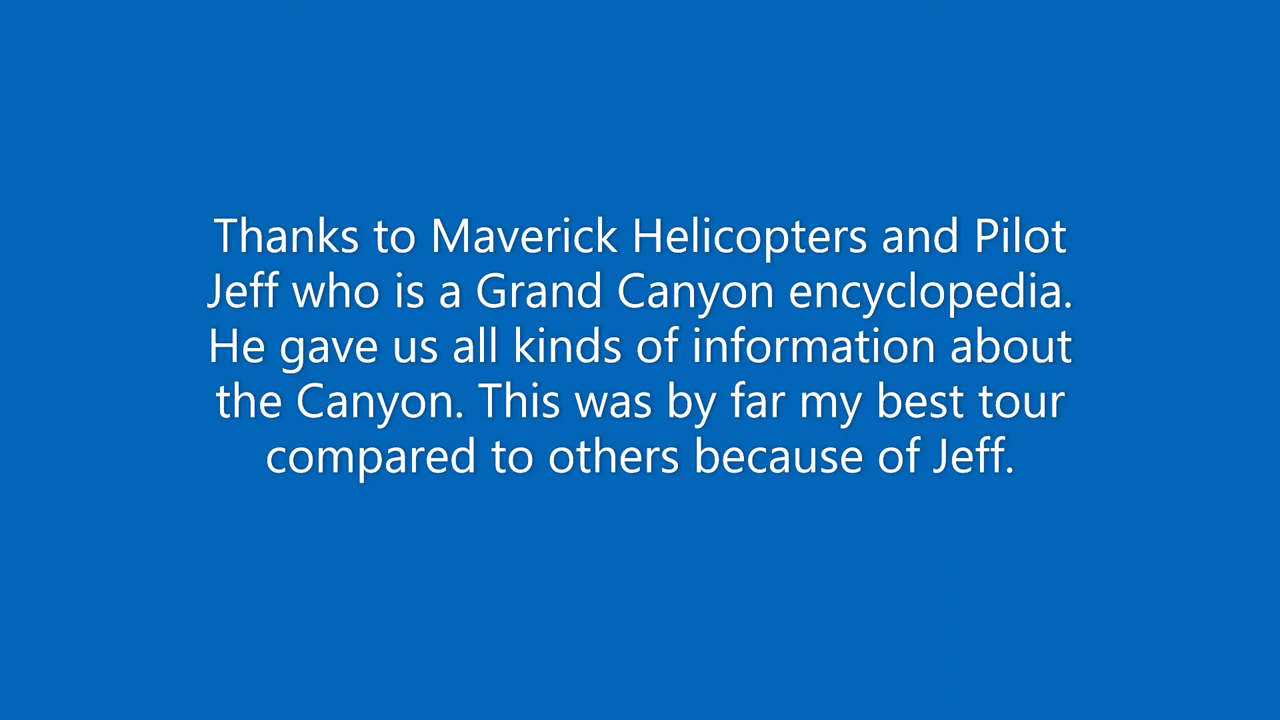 Thanks to Maverick Helicopters and Pilot
Jeff who is a Grand Canyon encyclopedia.
He gave us all kinds of information about
the Canyon. This was by far my best tour
compared to others because of Jeff.